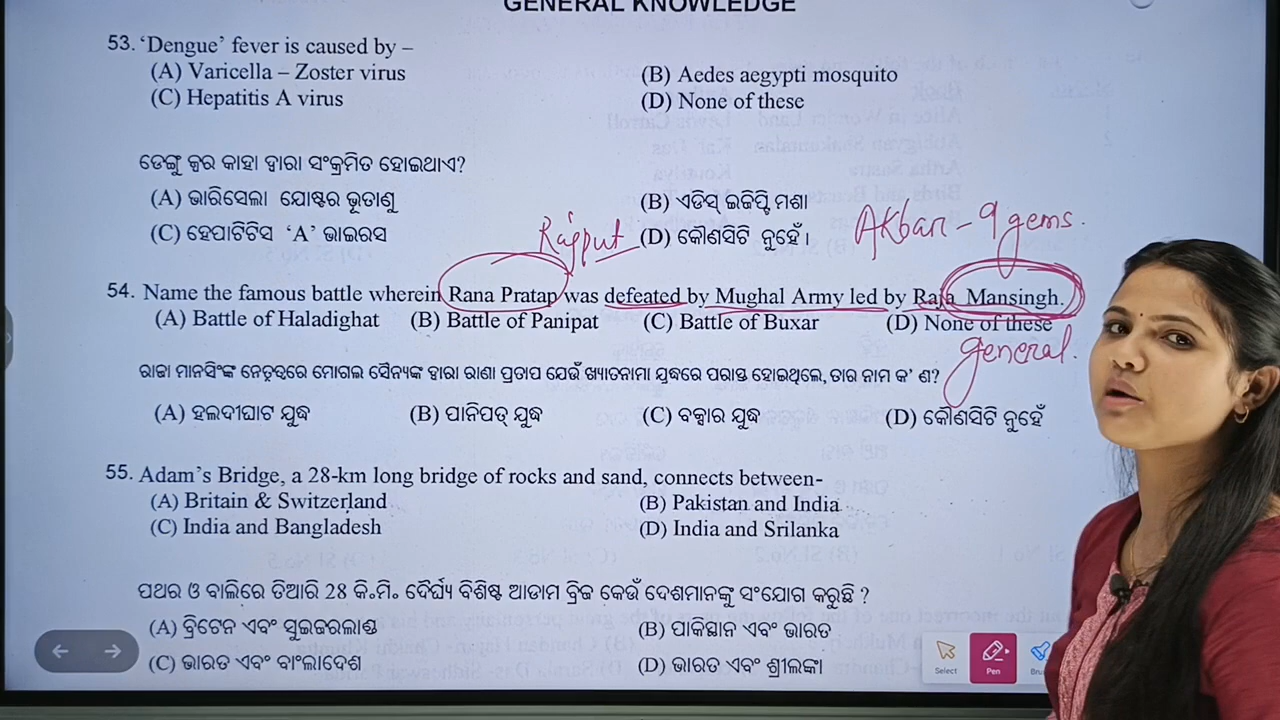 GENERAL KNOWLEDGE
53. ‘Dengue’ fever is caused by –
(A) Varicella – Zoster virus (B) Aedes aegypti mosquito
(C) Hepatitis A virus (D) None of these
ଡେଙ୍ଗୁ ଜ୍ୱର କାହା ଦ୍ୱାରା ସଂକ୍ରମିତ ହୋଇଥାଏ?
(A) ଭାରିସେଲା ଯୋଷ୍ଟର ଭୂତାଣୁ (B) ଏଡିସ୍ ଇଜିପ୍ଟି ମଶା
(C) ହେପାଟିଟିସ ‘A’ ଭାଇରସ (D) କୌଣସିଟି ନୁହେଁ।
Rajput Akbar – 9 gems.
54. Name the famous battle wherein Rana Pratap was defeated by Mughal Army led by Raja Mansingh.
(A) Battle of Haladighat (B) Battle of Panipat (C) Battle of Buxar (D) None of these
general.
ରାଜା ମାନସିଂଙ୍କ ନେତୃତ୍ୱରେ ମୋଗଲ ସୈନ୍ୟଙ୍କ ଦ୍ୱାରା ରାଣା ପ୍ରତାପ ଯେଉଁ ଖ୍ୟାତନାମା ଯୁଦ୍ଧରେ ପରାସ୍ତ ହୋଇଥିଲେ, ତାର ନାମ କ’ ଣ?
(A) ହଲଦୀଘାଟ ଯୁଦ୍ଧ (B) ପାନିପତ୍ ଯୁଦ୍ଧ (C) ବକ୍ସାର ଯୁଦ୍ଧ (D) କୌଣସିଟି ନୁହେଁ
55. Adam’s Bridge, a 28-km long bridge of rocks and sand, connects between-
(A) Britain & Switzerland (B) Pakistan and India
(C) India and Bangladesh (D) India and Srilanka
ପଥର ଓ ବାଲିରେ ତିଆରି 28 କି.ମି. ଦୈର୍ଘ୍ୟ ବିଶିଷ୍ଟ ଆଡାମ ବ୍ରିଜ କେଉଁ ଦେଶମାନଙ୍କୁ ସଂଯୋଗ କରୁଛି ?
(A) ବ୍ରିଟେନ ଏବଂ ସୁଇଜରଲାଣ୍ଡ (B) ପାକିସ୍ଥାନ ଏବଂ ଭାରତ
(C) ଭାରତ ଏବଂ ବାଂଲାଦେଶ (D) ଭାରତ ଏବଂ ଶ୍ରୀଲଙ୍କା
Select Pen